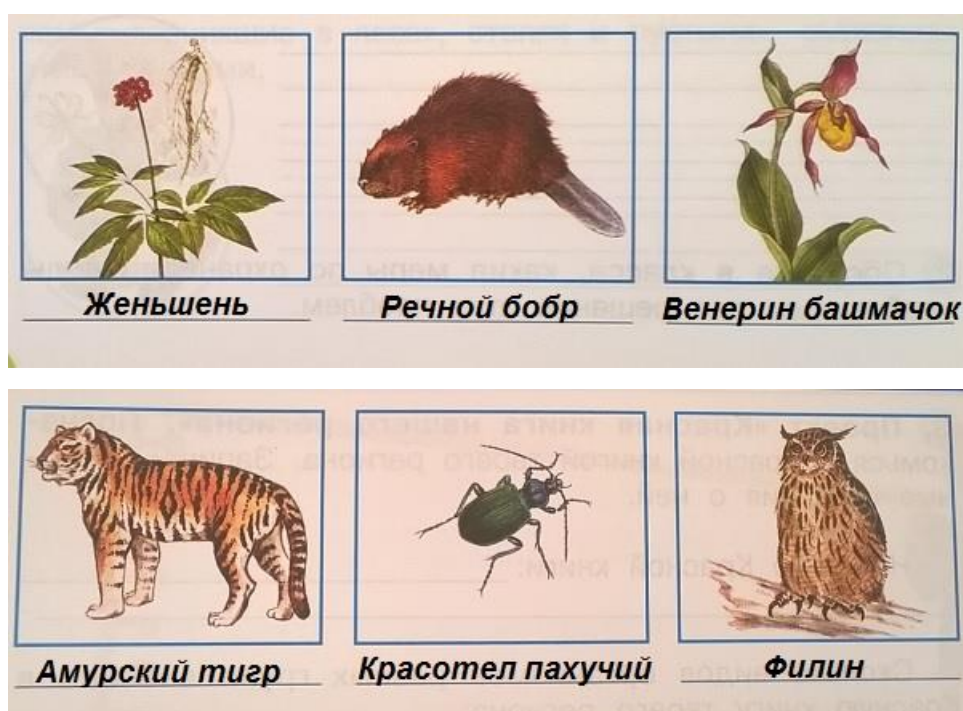 Женьшень
Речной бобр
Венерин башмачок
Амурский тигр
Красотел пахучий
Филин